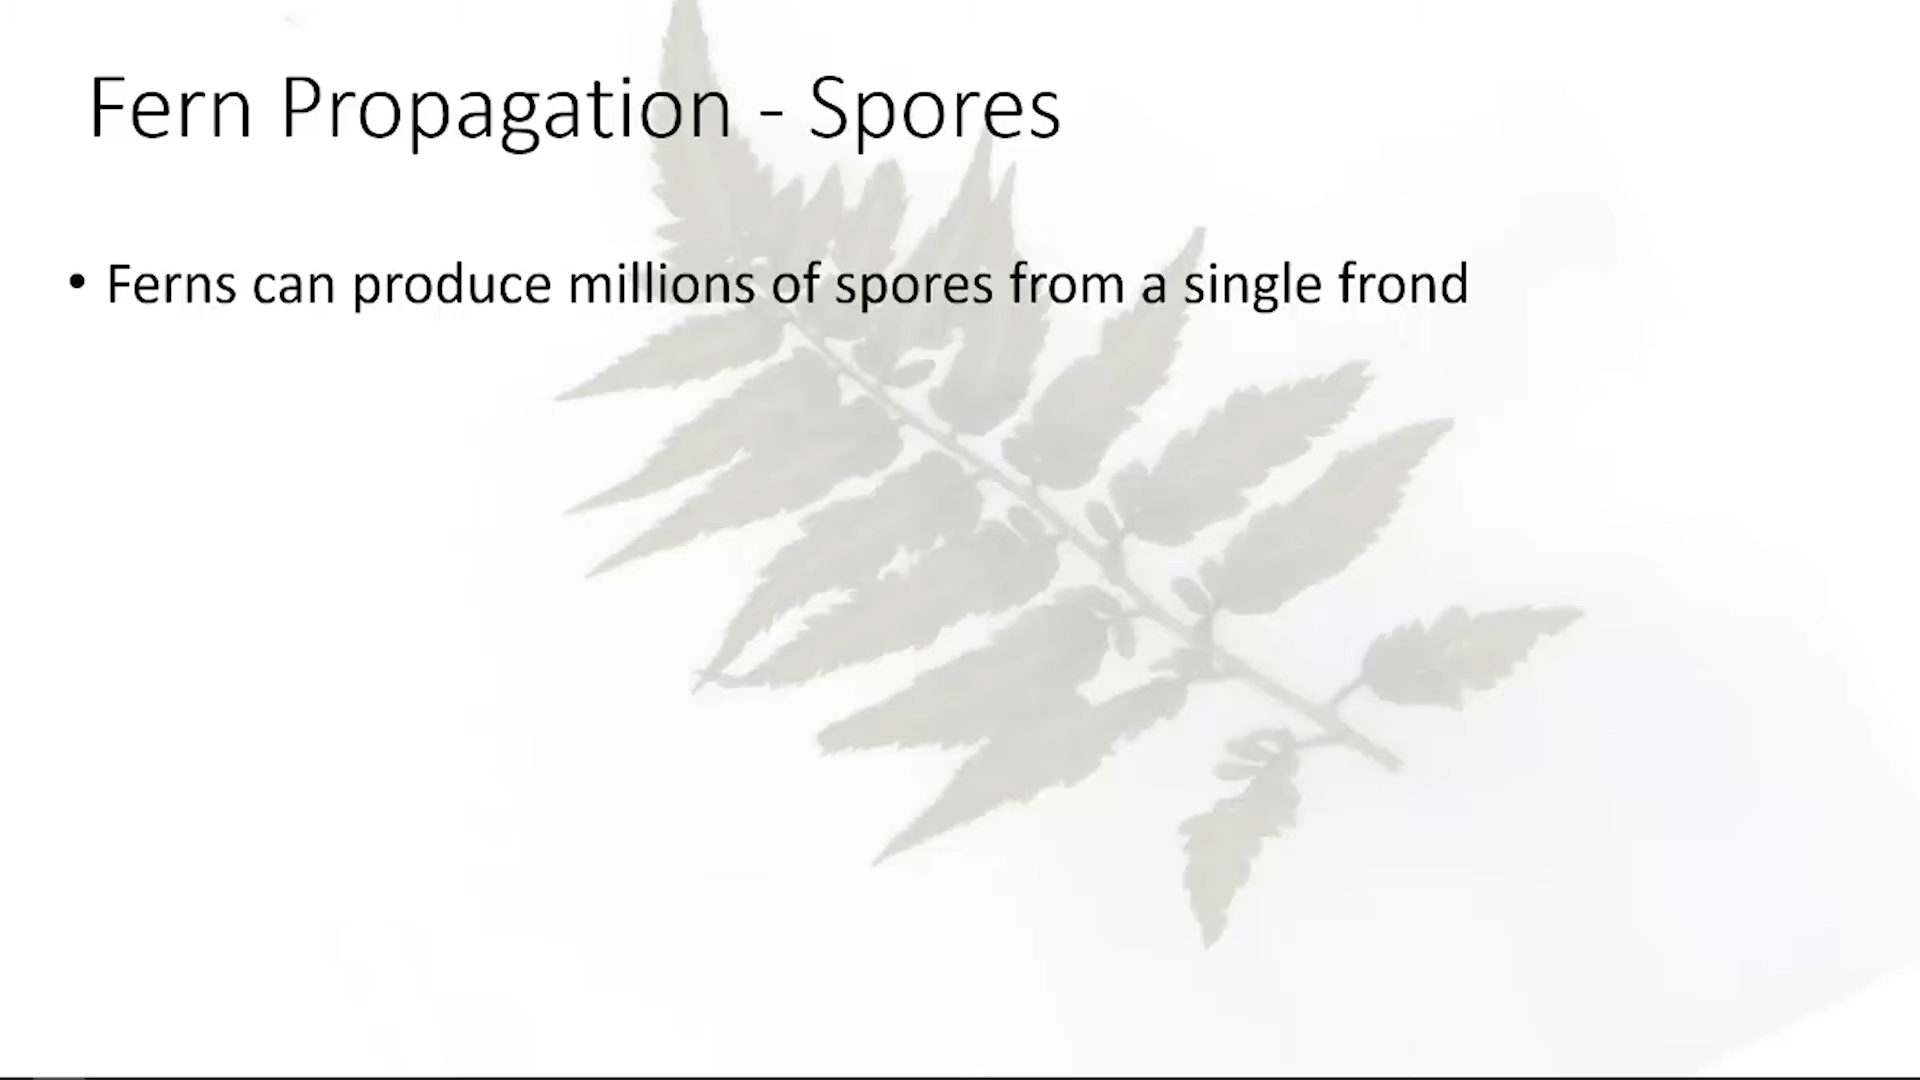 Fern Propagation - Spores
• Ferns can produce millions of spores from a single frond